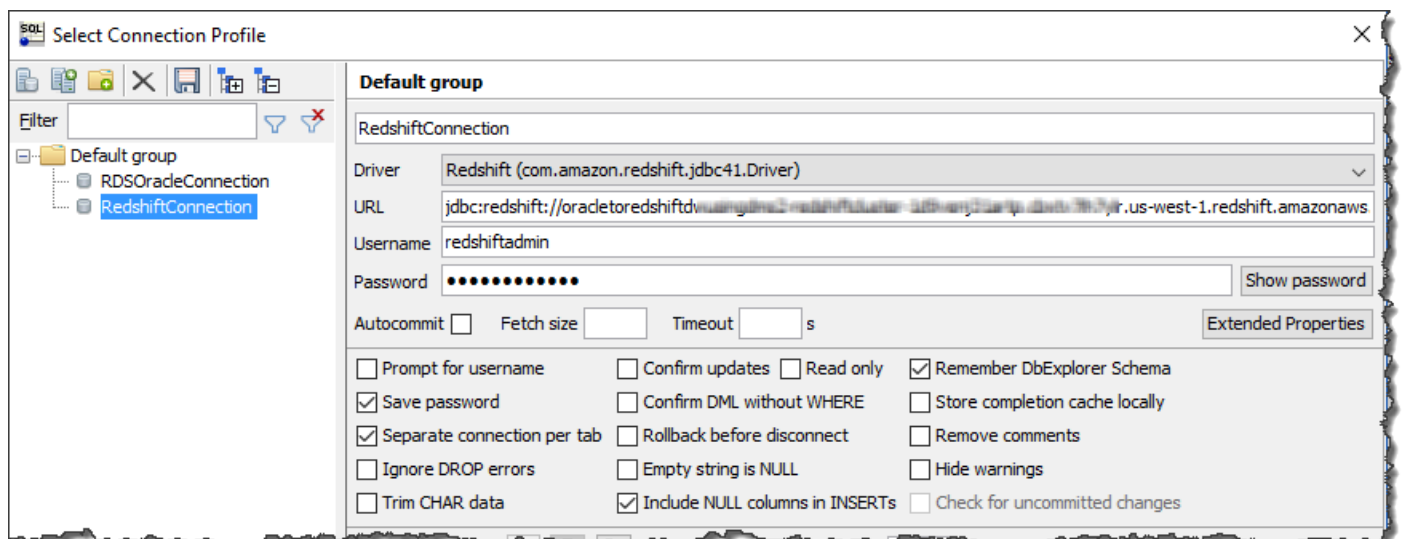 SQL
Select Connection Profile
Default group
Filter
RedshiftConnection
Default group
RDSOracleConnection
RedshiftConnection
Driver Redshift (com.amazon.redshift.jdbc41.Driver)
URL jdbc:redshift://oracletoredshiftdw r.us-west-1.redshift.amazonaws
Username redshiftadmin
Password ●●●●●●●●●●●● Show password
Autocommit Fetch size Timeout s Extended Properties
Prompt for username Confirm updates Read only Remember DbExplorer Schema
Save password Confirm DML without WHERE Store completion cache locally
Separate connection per tab Rollback before disconnect Remove comments
Ignore DROP errors Empty string is NULL Hide warnings
Trim CHAR data Include NULL columns in INSERTs Check for uncommitted changes